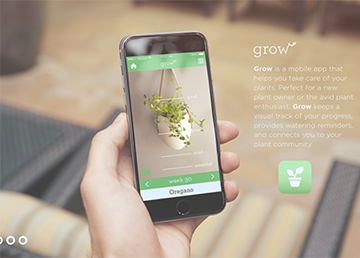 grow
Grow is a mobile app that
helps you take care of your
plants. Perfect for a new
plant owner or the avid plant
enthusiast. Grow keeps a
visual track of your progress,
provides watering reminders,
and connects you to your
plant community.
grow
week 30
Oregano